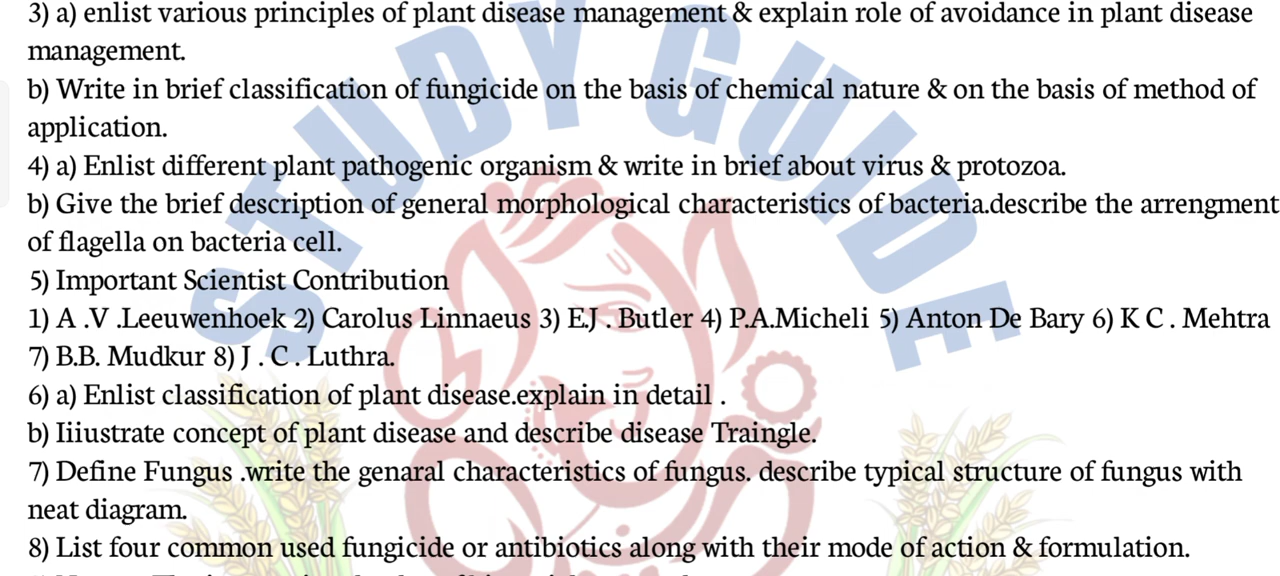 3) a) enlist various principles of plant disease management & explain role of avoidance in plant disease
management.
b) Write in brief classification of fungicide on the basis of chemical nature & on the basis of method of
application.
4) a) Enlist different plant pathogenic organism & write in brief about virus & protozoa.
b) Give the brief description of general morphological characteristics of bacteria.describe the arrengment
of flagella on bacteria cell.
5) Important Scientist Contribution
1) A .V .Leeuwenhoek 2) Carolus Linnaeus 3) E.J . Butler 4) P.A.Micheli 5) Anton De Bary 6) K C . Mehtra
7) B.B. Mudkur 8) J . C . Luthra.
6) a) Enlist classification of plant disease.explain in detail .
b) Iiiustrate concept of plant disease and describe disease Traingle.
7) Define Fungus .write the genaral characteristics of fungus. describe typical structure of fungus with
neat diagram.
8) List four common used fungicide or antibiotics along with their mode of action & formulation.
STUDY GUIDE